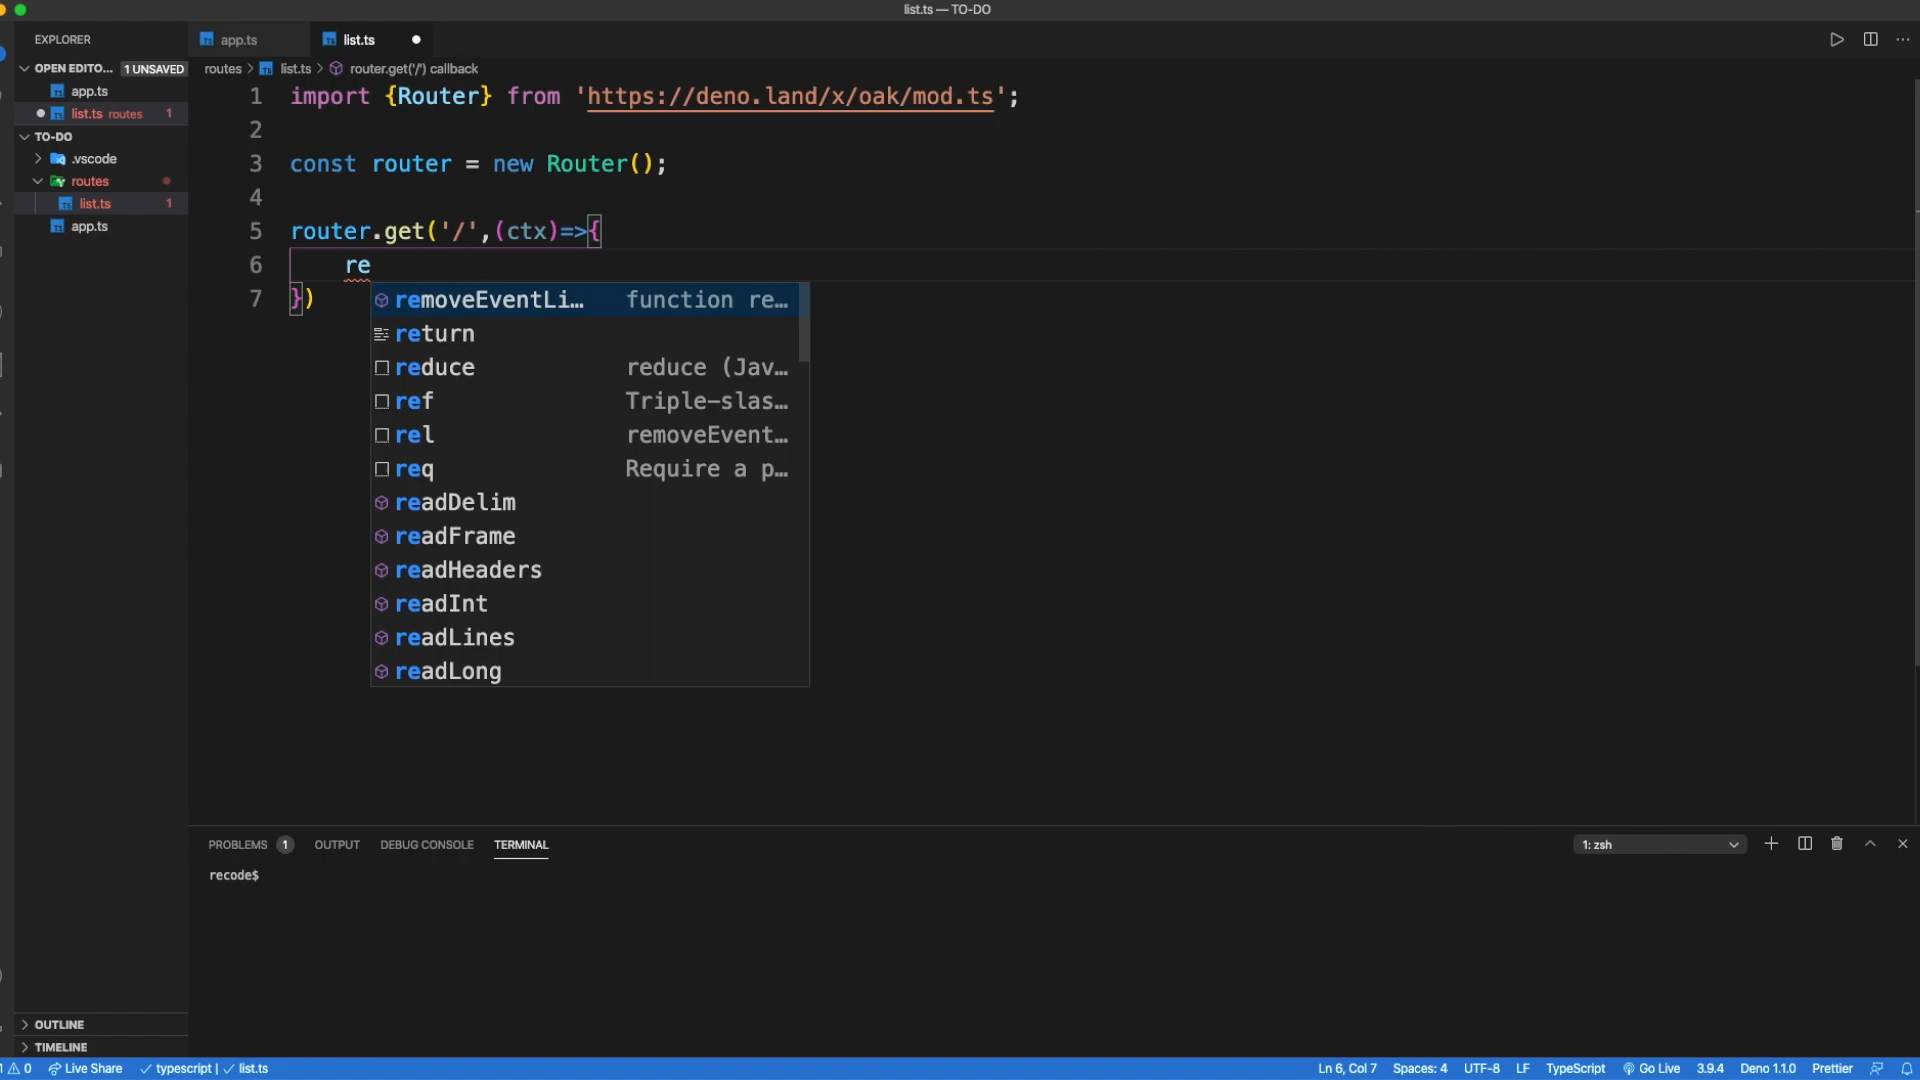 list.ts — TO-DO
EXPLORER
app.ts
list.ts
OPEN EDITO... 1 UNSAVED
app.ts
list.ts routes 1
TO-DO
.vscode
routes
list.ts 1
app.ts
routes > list.ts > router.get('/') callback
1 import {Router} from 'https://deno.land/x/oak/mod.ts';
2
3 const router = new Router();
4
5 router.get('/',(ctx)=>{
6 re
7 })
removeEventLi... function re...
return
reduce reduce (Jav...
ref Triple-slas...
rel removeEvent...
req Require a p...
readDelim
readFrame
readHeaders
readInt
readLines
readLong
PROBLEMS 1 OUTPUT DEBUG CONSOLE TERMINAL 1: zsh
recode$
OUTLINE
TIMELINE
0 Live Share typescript | list.ts Ln 6, Col 7 Spaces: 4 UTF-8 LF TypeScript Go Live 3.9.4 Deno 1.1.0 Prettier